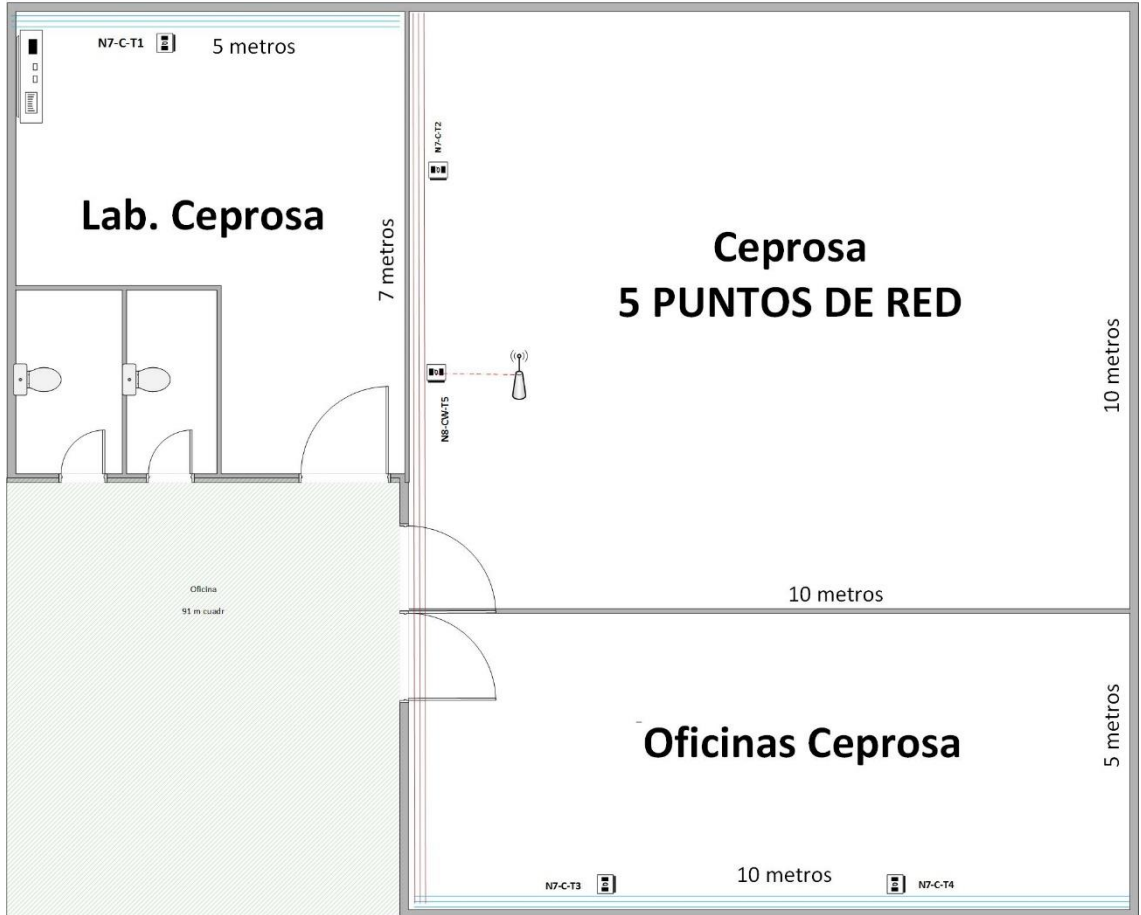 N7-C-T1
5 metros
N7-C-T2
Lab. Ceprosa
7 metros
Ceprosa
5 PUNTOS DE RED
10 metros
N8-CW-T5
Oficina
91 m cuadr
10 metros
Oficinas Ceprosa
5 metros
N7-C-T3
10 metros
N7-C-T4